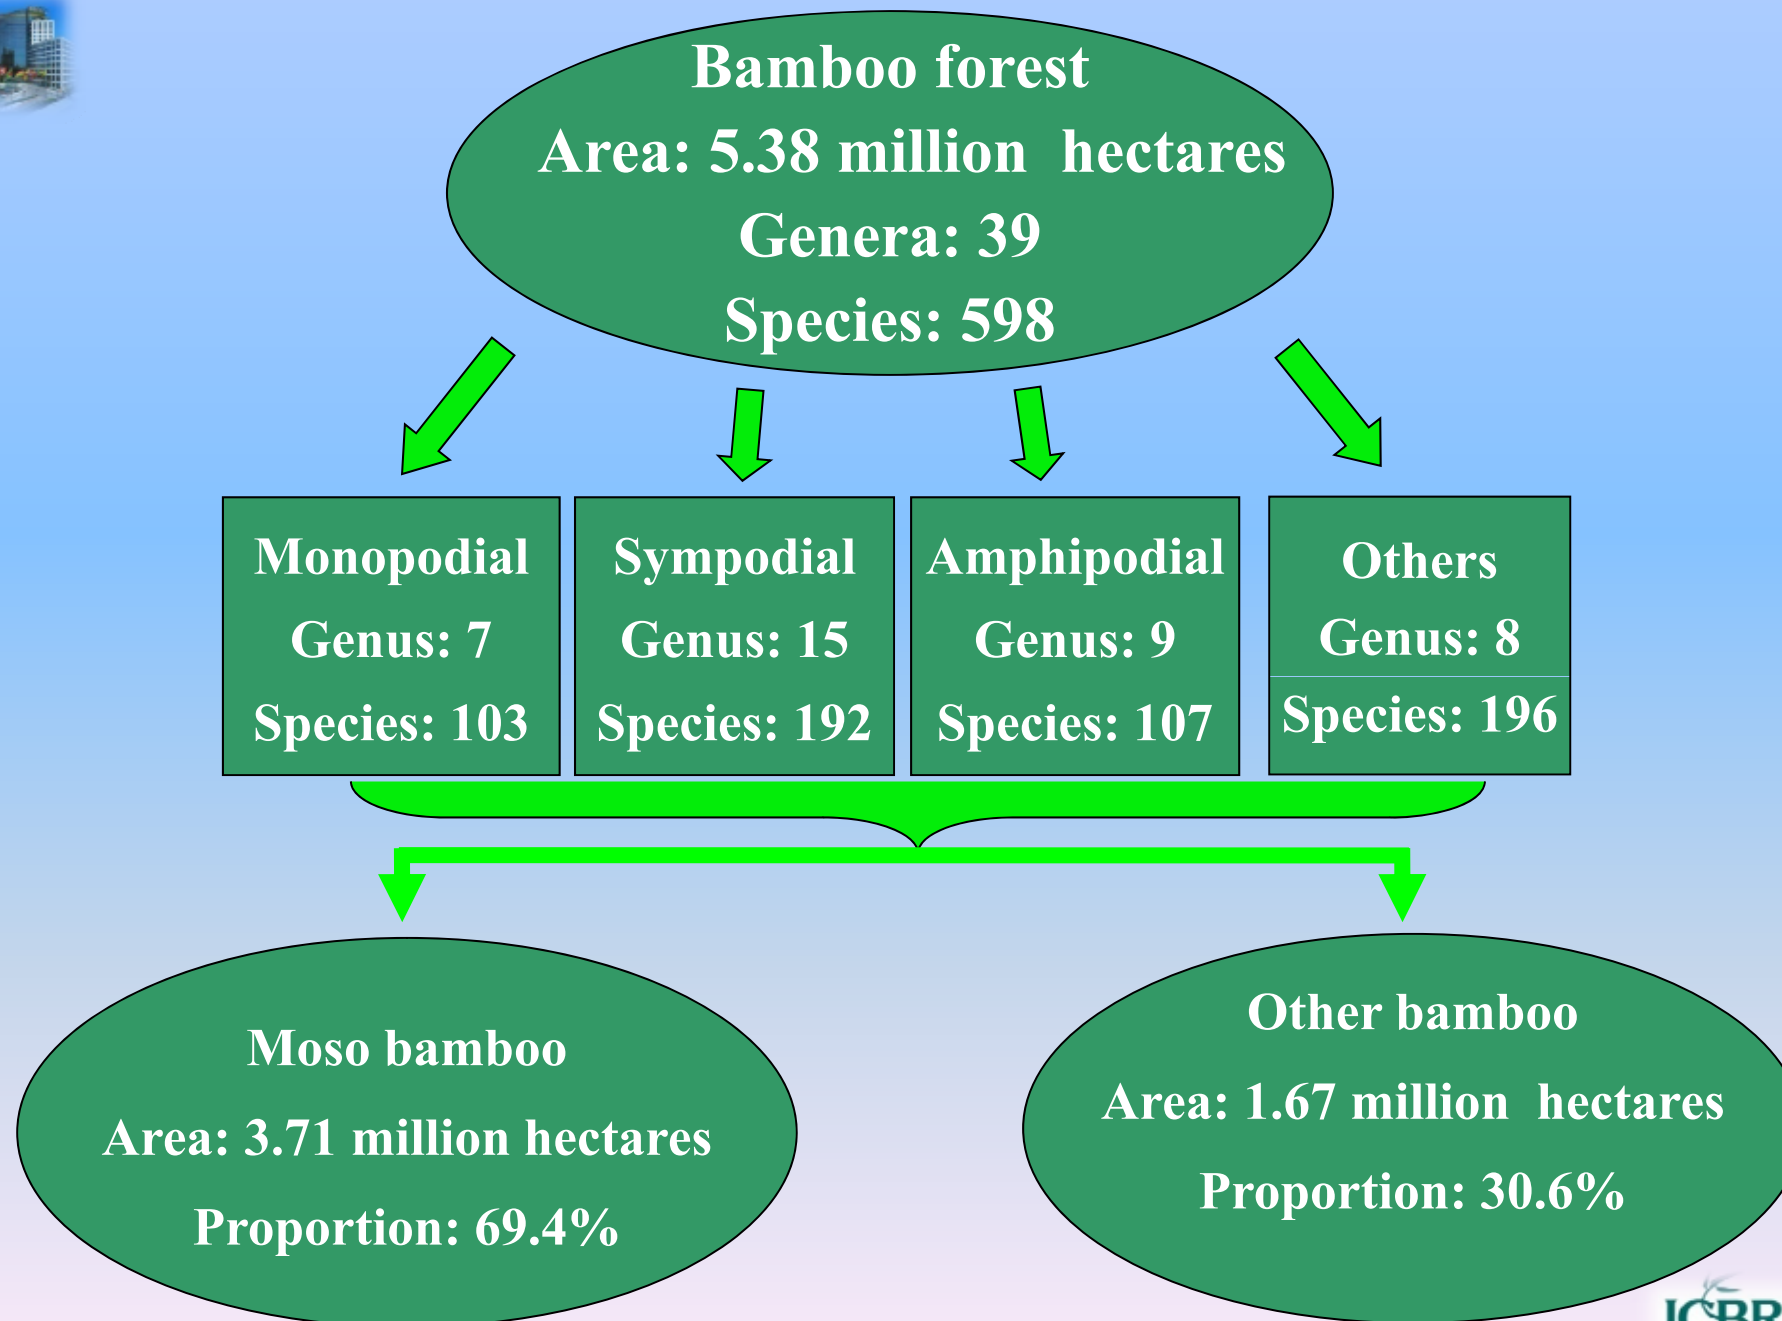 Bamboo forest
Area: 5.38 million hectares
Genera: 39
Species: 598
Monopodial
Genus: 7
Species: 103
Sympodial
Genus: 15
Species: 192
Amphipodial
Genus: 9
Species: 107
Others
Genus: 8
Species: 196
Moso bamboo
Area: 3.71 million hectares
Proportion: 69.4%
Other bamboo
Area: 1.67 million hectares
Proportion: 30.6%
ICBR